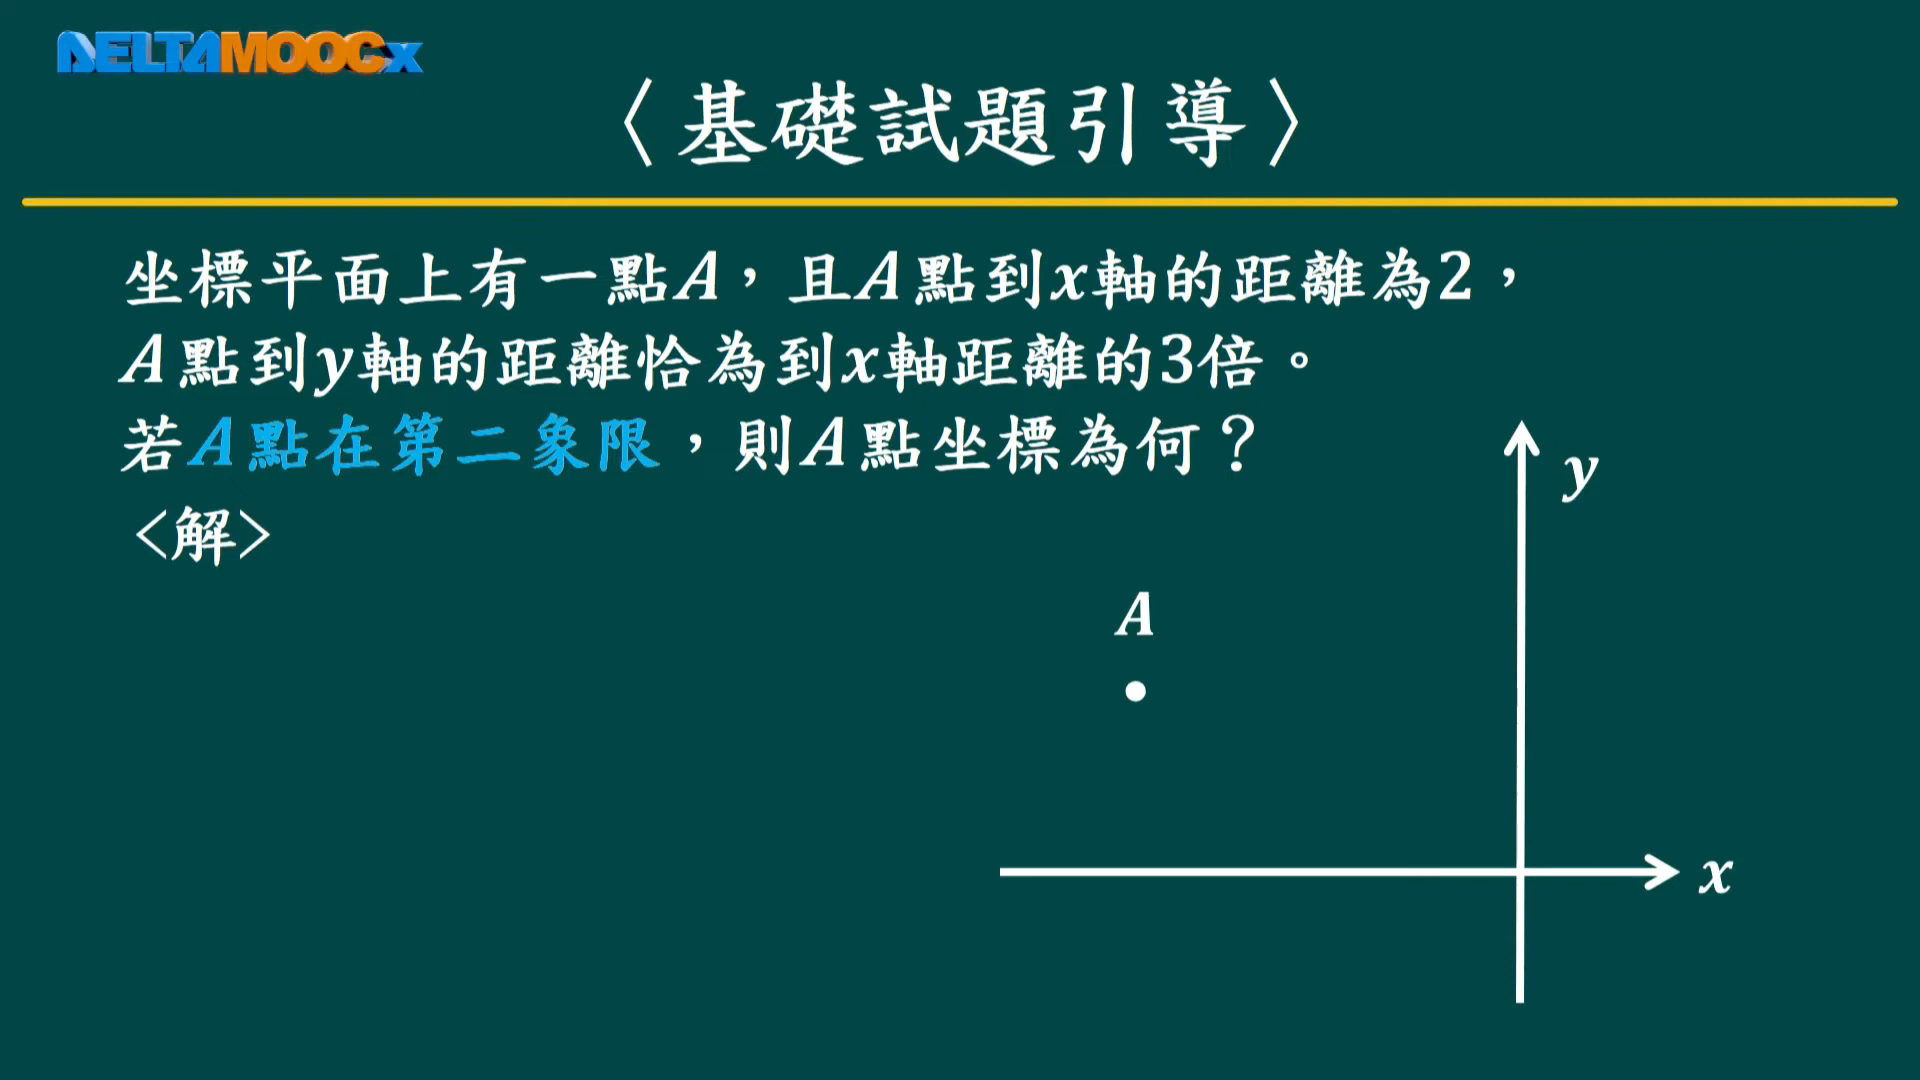 DELTAMOOCx
〈基礎試題引導〉
坐標平面上有一點A，且A點到x軸的距離為2，
A點到y軸的距離恰為到x軸距離的3倍。
若A點在第二象限，則A點坐標為何？
<解>
y
A
x